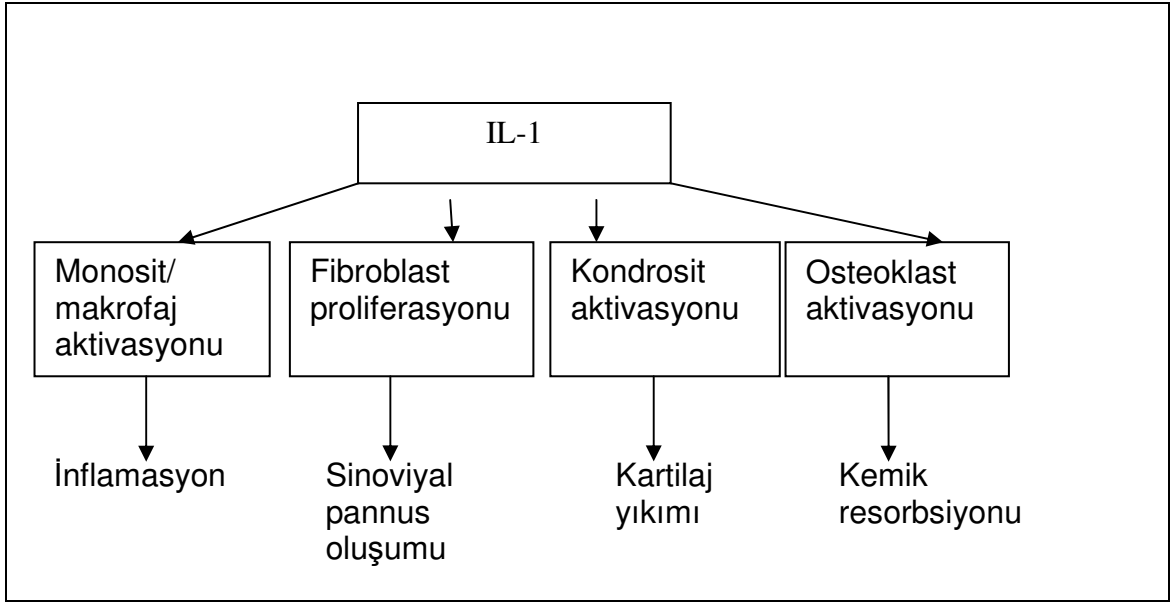 IL-1
Monosit/
makrofaj
aktivasyonu
Fibroblast
proliferasyonu
Kondrosit
aktivasyonu
Osteoklast
aktivasyonu
İnflamasyon
Sinoviyal
pannus
oluşumu
Kartilaj
yıkımı
Kemik
resorbsiyonu